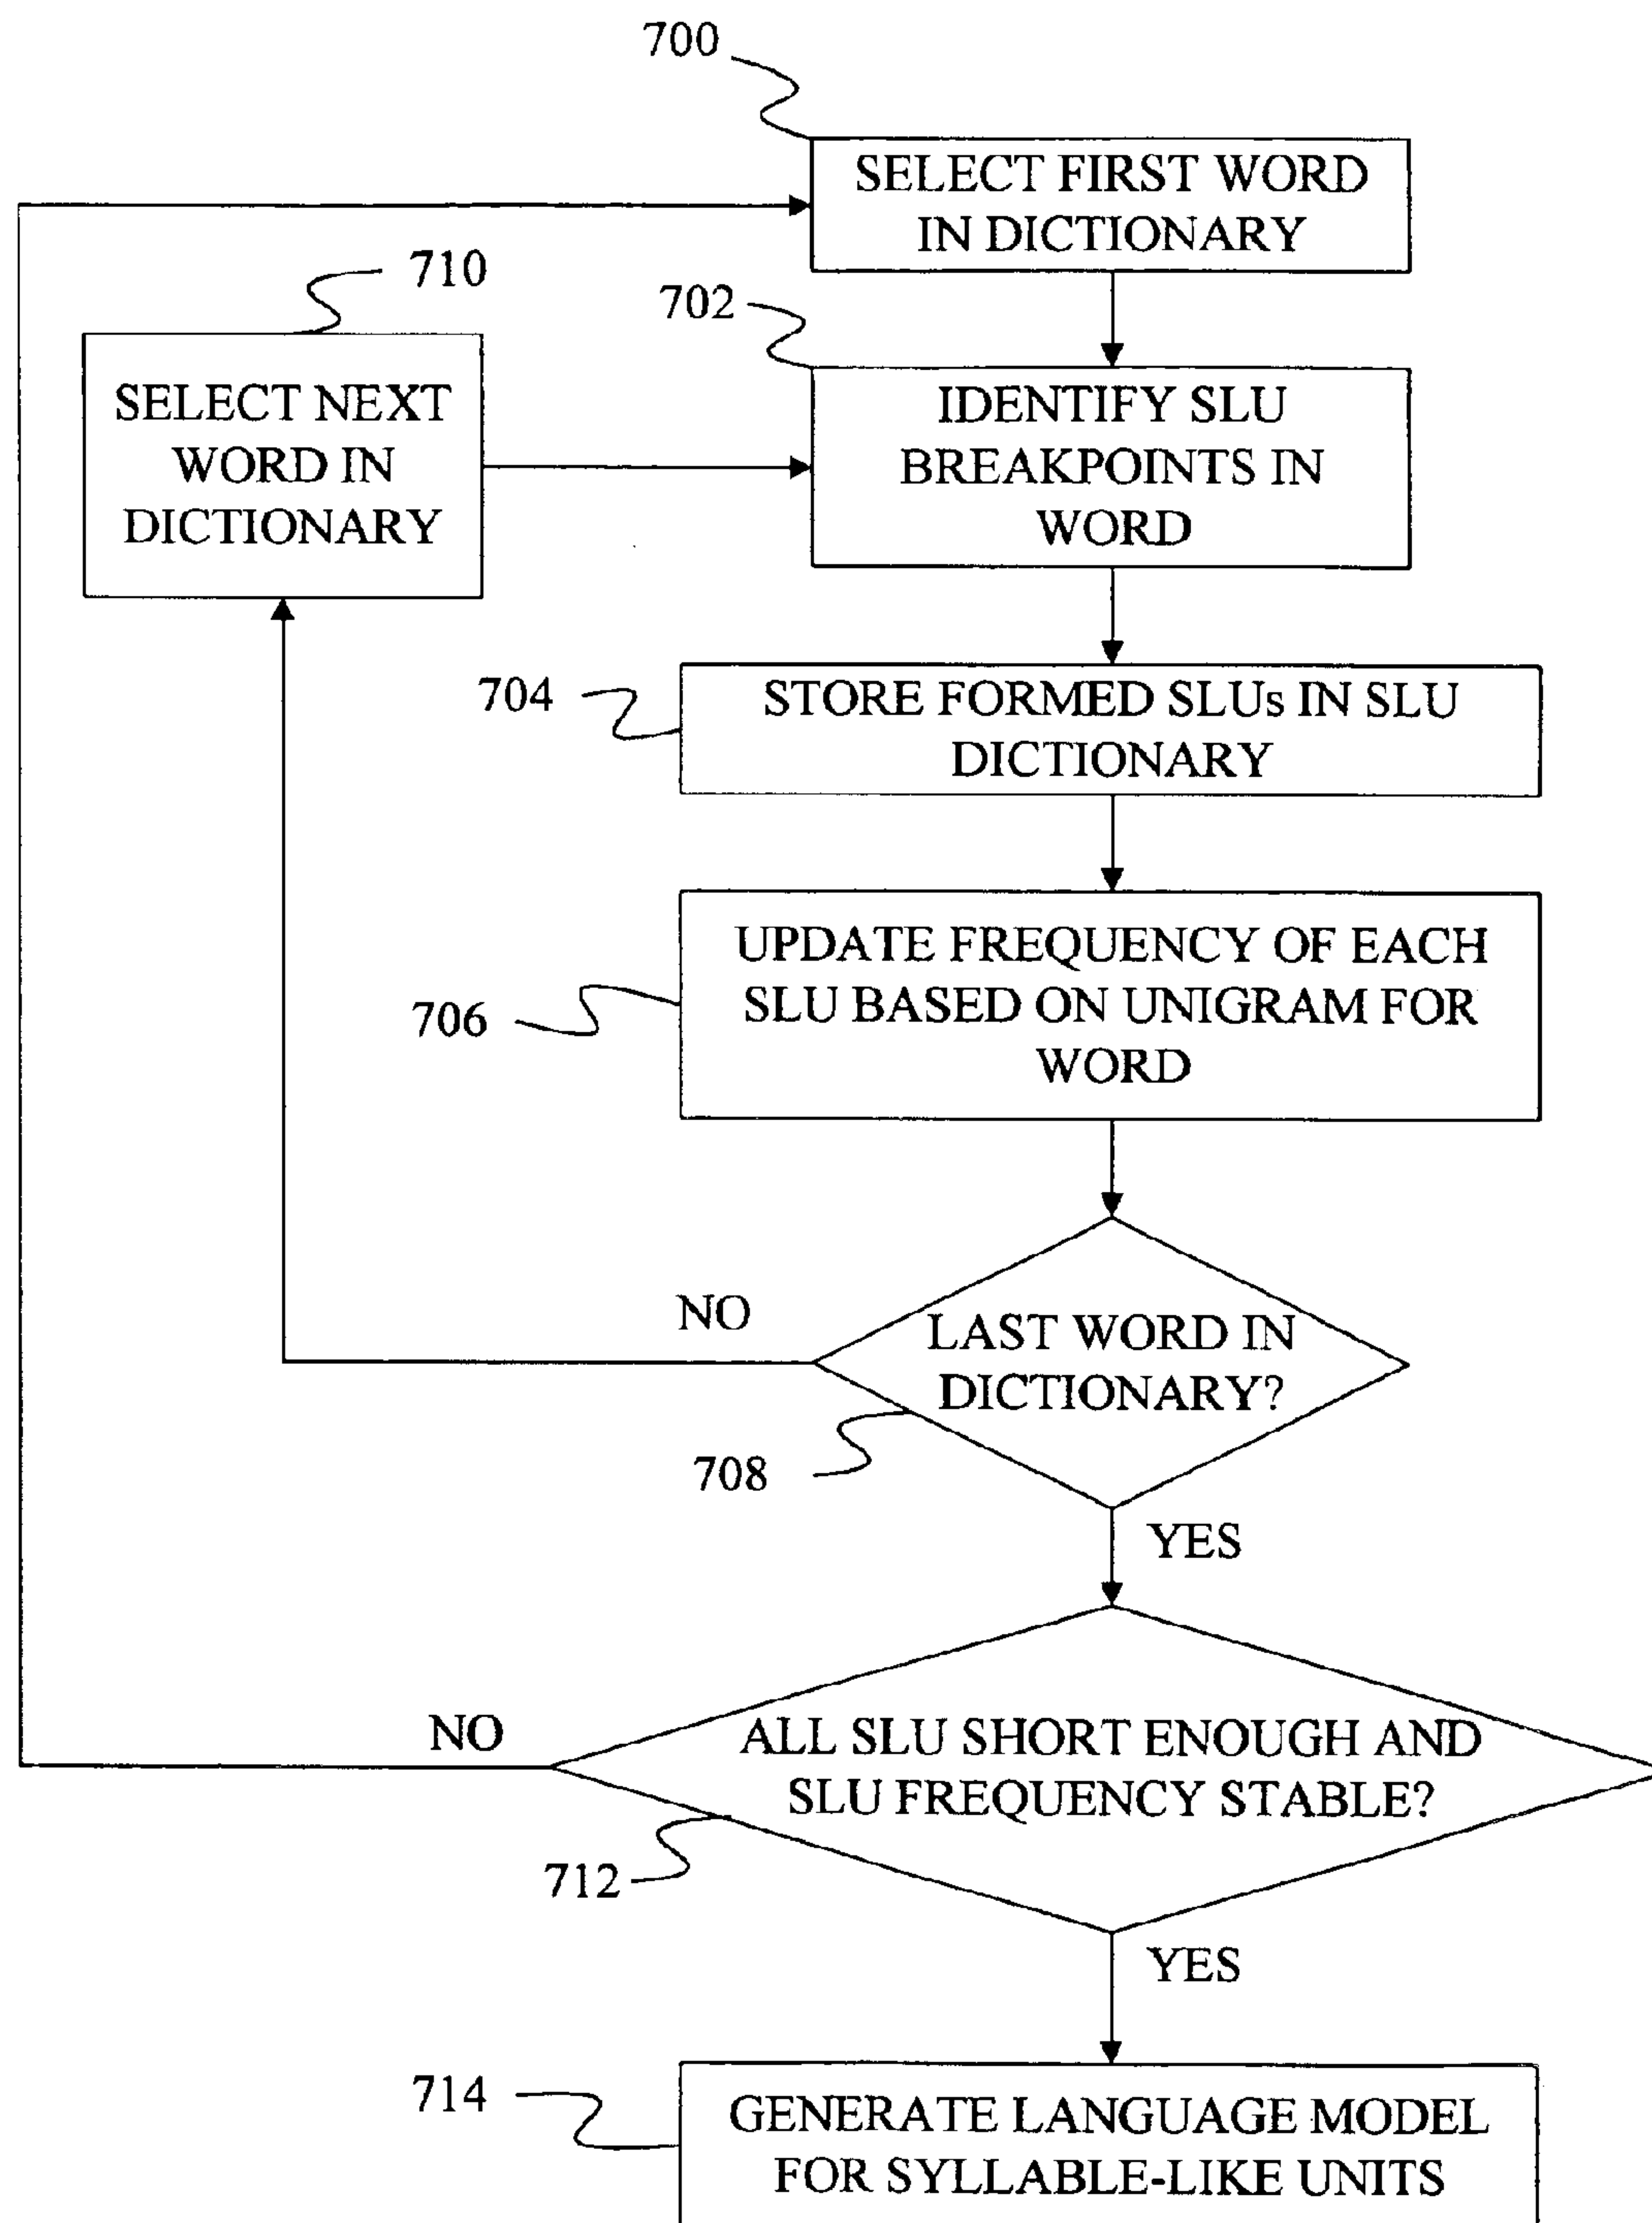 700
SELECT FIRST WORD
IN DICTIONARY
710
702
SELECT NEXT
WORD IN
DICTIONARY
IDENTIFY SLU
BREAKPOINTS IN
WORD
704
STORE FORMED SLUs IN SLU
DICTIONARY
706
UPDATE FREQUENCY OF EACH
SLU BASED ON UNIGRAM FOR
WORD
NO
LAST WORD IN
DICTIONARY?
708
YES
NO
ALL SLU SHORT ENOUGH AND
SLU FREQUENCY STABLE?
712
YES
714
GENERATE LANGUAGE MODEL
FOR SYLLABLE-LIKE UNITS